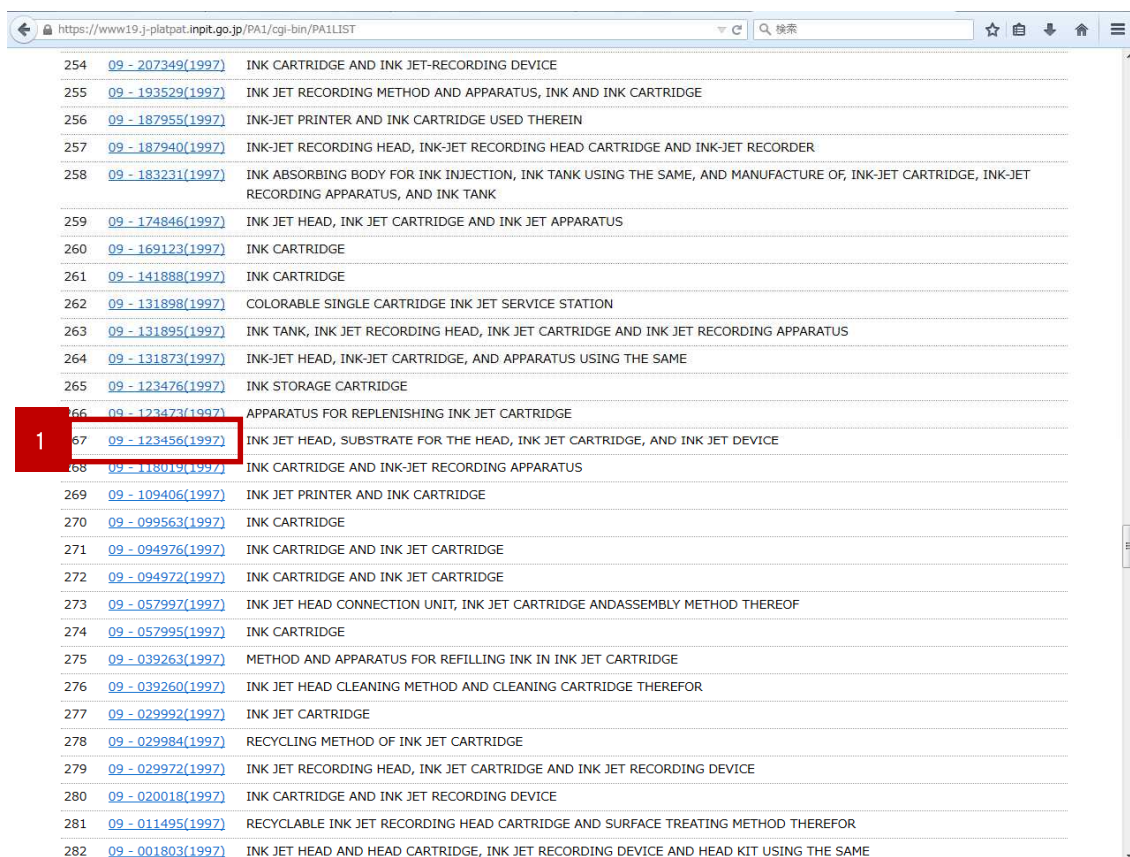 https://www19.j-platpat.inpit.go.jp/PA1/cgi-bin/PA1LIST 検索
254 09 - 207349(1997) INK CARTRIDGE AND INK JET-RECORDING DEVICE
255 09 - 193529(1997) INK JET RECORDING METHOD AND APPARATUS, INK AND INK CARTRIDGE
256 09 - 187955(1997) INK-JET PRINTER AND INK CARTRIDGE USED THEREIN
257 09 - 187940(1997) INK-JET RECORDING HEAD, INK-JET RECORDING HEAD CARTRIDGE AND INK-JET RECORDER
258 09 - 183231(1997) INK ABSORBING BODY FOR INK INJECTION, INK TANK USING THE SAME, AND MANUFACTURE OF, INK-JET CARTRIDGE, INK-JET
RECORDING APPARATUS, AND INK TANK
259 09 - 174846(1997) INK JET HEAD, INK JET CARTRIDGE AND INK JET APPARATUS
260 09 - 169123(1997) INK CARTRIDGE
261 09 - 141888(1997) INK CARTRIDGE
262 09 - 131898(1997) COLORABLE SINGLE CARTRIDGE INK JET SERVICE STATION
263 09 - 131895(1997) INK TANK, INK JET RECORDING HEAD, INK JET CARTRIDGE AND INK JET RECORDING APPARATUS
264 09 - 131873(1997) INK-JET HEAD, INK-JET CARTRIDGE, AND APPARATUS USING THE SAME
265 09 - 123476(1997) INK STORAGE CARTRIDGE
266 09 - 123473(1997) APPARATUS FOR REPLENISHING INK JET CARTRIDGE
1 67 09 - 123456(1997) INK JET HEAD, SUBSTRATE FOR THE HEAD, INK JET CARTRIDGE, AND INK JET DEVICE
268 09 - 118019(1997) INK CARTRIDGE AND INK-JET RECORDING APPARATUS
269 09 - 109406(1997) INK JET PRINTER AND INK CARTRIDGE
270 09 - 099563(1997) INK CARTRIDGE
271 09 - 094976(1997) INK CARTRIDGE AND INK JET CARTRIDGE
272 09 - 094972(1997) INK CARTRIDGE AND INK JET CARTRIDGE
273 09 - 057997(1997) INK JET HEAD CONNECTION UNIT, INK JET CARTRIDGE ANDASSEMBLY METHOD THEREOF
274 09 - 057995(1997) INK CARTRIDGE
275 09 - 039263(1997) METHOD AND APPARATUS FOR REFILLING INK IN INK JET CARTRIDGE
276 09 - 039260(1997) INK JET HEAD CLEANING METHOD AND CLEANING CARTRIDGE THEREFOR
277 09 - 029992(1997) INK JET CARTRIDGE
278 09 - 029984(1997) RECYCLING METHOD OF INK JET CARTRIDGE
279 09 - 029972(1997) INK JET RECORDING HEAD, INK JET CARTRIDGE AND INK JET RECORDING DEVICE
280 09 - 020018(1997) INK CARTRIDGE AND INK JET RECORDING DEVICE
281 09 - 011495(1997) RECYCLABLE INK JET RECORDING HEAD CARTRIDGE AND SURFACE TREATING METHOD THEREFOR
282 09 - 001803(1997) INK JET HEAD AND HEAD CARTRIDGE, INK JET RECORDING DEVICE AND HEAD KIT USING THE SAME